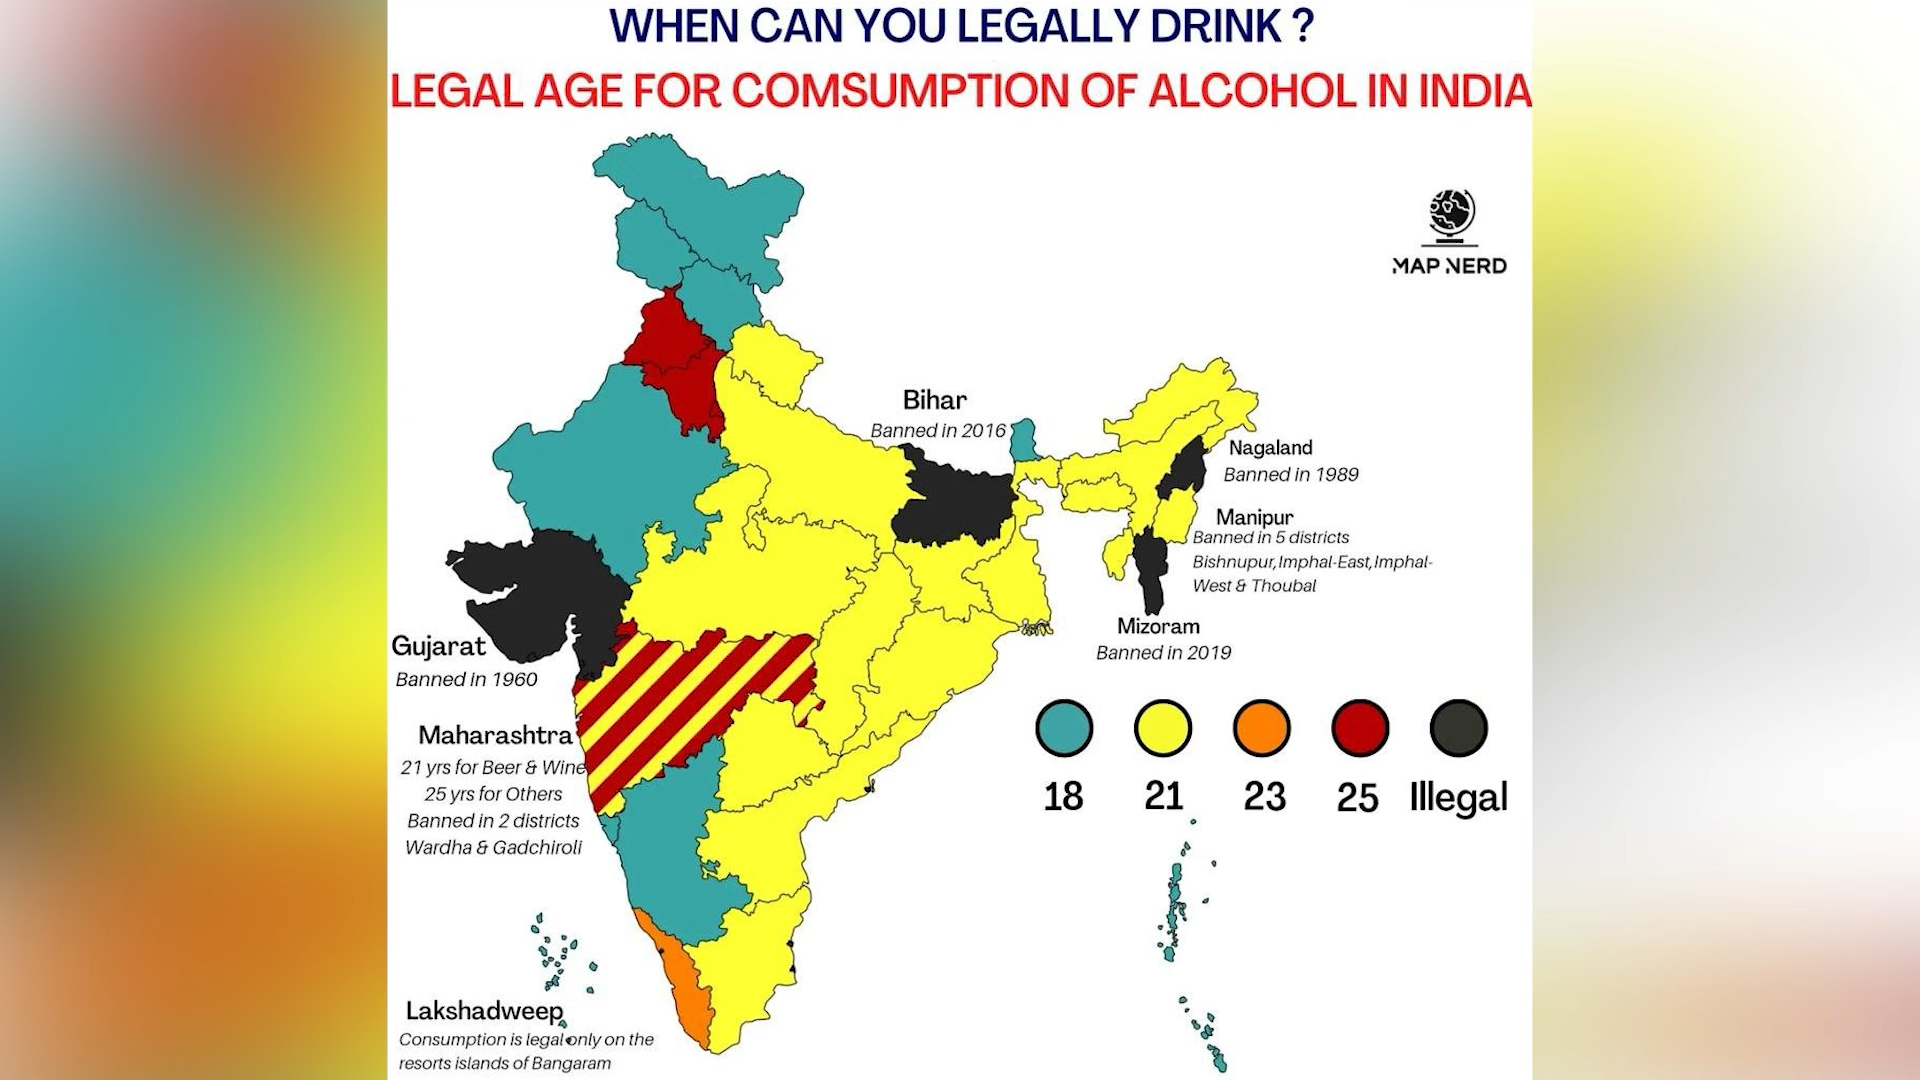 WHEN CAN YOU LEGALLY DRINK ?
LEGAL AGE FOR COMSUMPTION OF ALCOHOL IN INDIA
MAP NERD
Bihar
Banned in 2016
Nagaland
Banned in 1989
Manipur
Banned in 5 districts
Bishnupur,Imphal-East,Imphal-
West & Thoubal
Mizoram
Banned in 2019
Gujarat
Banned in 1960
Maharashtra
21 yrs for Beer & Wine
25 yrs for Others
Banned in 2 districts
Wardha & Gadchiroli
18 21 23 25 Illegal
Lakshadweep
Consumption is legal only on the
resorts islands of Bangaram